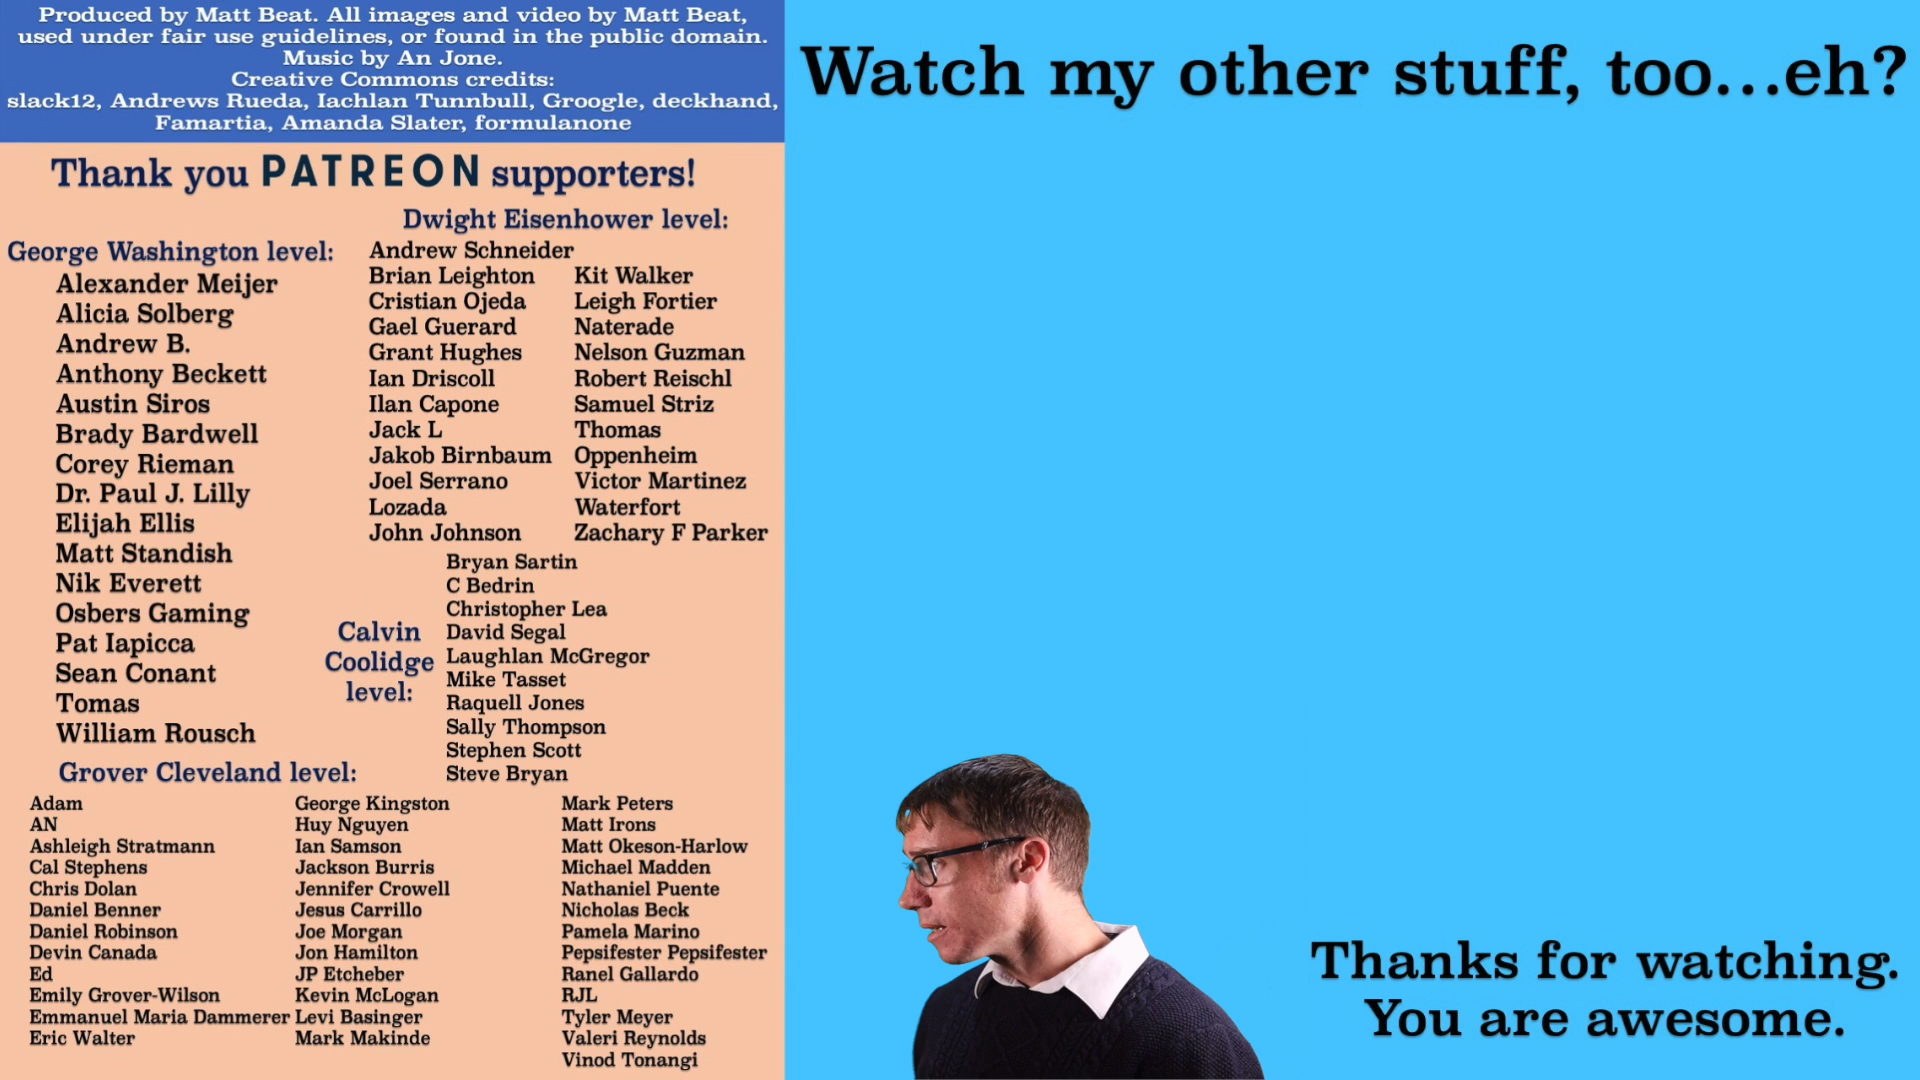 Produced by Matt Beat. All images and video by Matt Beat,
used under fair use guidelines, or found in the public domain.
Music by An Jone.
Creative Commons credits:
slack12, Andrews Rueda, Iachlan Tunnbull, Groogle, deckhand,
Famartia, Amanda Slater, formulanone
Thank you PATREON supporters!
George Washington level:
Alexander Meijer
Alicia Solberg
Andrew B.
Anthony Beckett
Austin Siros
Brady Bardwell
Corey Rieman
Dr. Paul J. Lilly
Elijah Ellis
Matt Standish
Nik Everett
Osbers Gaming
Pat Iapicca
Sean Conant
Tomas
William Rousch
Dwight Eisenhower level:
Andrew Schneider
Brian Leighton
Cristian Ojeda
Gael Guerard
Grant Hughes
Ian Driscoll
Ilan Capone
Jack L
Jakob Birnbaum
Joel Serrano
Lozada
John Johnson
Kit Walker
Leigh Fortier
Naterade
Nelson Guzman
Robert Reischl
Samuel Striz
Thomas
Oppenheim
Victor Martinez
Waterfort
Zachary F Parker
Calvin
Coolidge
level:
Bryan Sartin
C Bedrin
Christopher Lea
David Segal
Laughlan McGregor
Mike Tasset
Raquell Jones
Sally Thompson
Stephen Scott
Steve Bryan
Grover Cleveland level:
Adam
AN
Ashleigh Stratmann
Cal Stephens
Chris Dolan
Daniel Benner
Daniel Robinson
Devin Canada
Ed
Emily Grover-Wilson
Emmanuel Maria Dammerer
Eric Walter
George Kingston
Huy Nguyen
Ian Samson
Jackson Burris
Jennifer Crowell
Jesus Carrillo
Joe Morgan
Jon Hamilton
JP Etcheber
Kevin McLogan
Levi Basinger
Mark Makinde
Mark Peters
Matt Irons
Matt Okeson-Harlow
Michael Madden
Nathaniel Puente
Nicholas Beck
Pamela Marino
Pepsifester Pepsifester
Ranel Gallardo
RJL
Tyler Meyer
Valeri Reynolds
Vinod Tonangi
Watch my other stuff, too...eh?
Thanks for watching.
You are awesome.